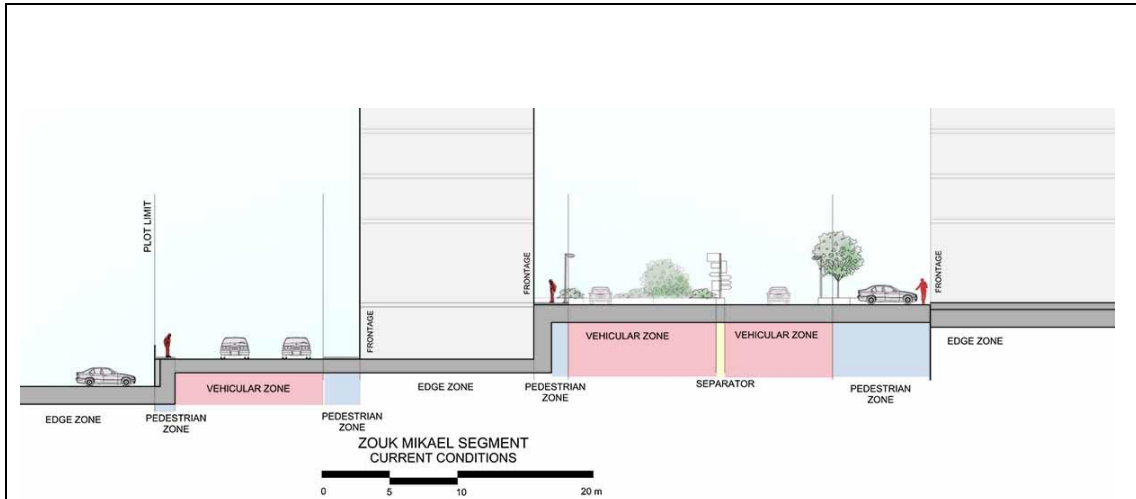 PLOT LIMIT
FRONTAGE
FRONTAGE
FRONTAGE
VEHICULAR ZONE
VEHICULAR ZONE
EDGE ZONE
VEHICULAR ZONE
EDGE ZONE
PEDESTRIAN
ZONE
SEPARATOR
PEDESTRIAN
ZONE
EDGE ZONE
PEDESTRIAN
ZONE
PEDESTRIAN
ZONE
ZOUK MIKAEL SEGMENT
CURRENT CONDITIONS
0 5 10 20 m